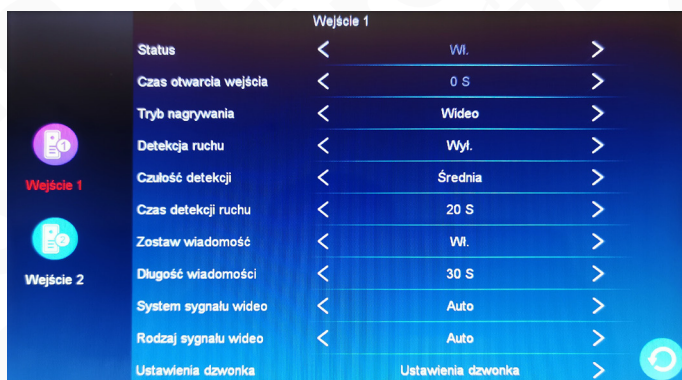 Wejście 1
Status < Wł. >
Czas otwarcia wejścia < 0 S >
Tryb nagrywania < Wideo >
Detekcja ruchu < Wył. >
Czułość detekcji < Średnia >
Czas detekcji ruchu < 20 S >
Zostaw wiadomość < Wł. >
Długość wiadomości < 30 S >
System sygnału wideo < Auto >
Rodzaj sygnału wideo < Auto >
Ustawienia dzwonka Ustawienia dzwonka >
1
Wejście 1
2
Wejście 2